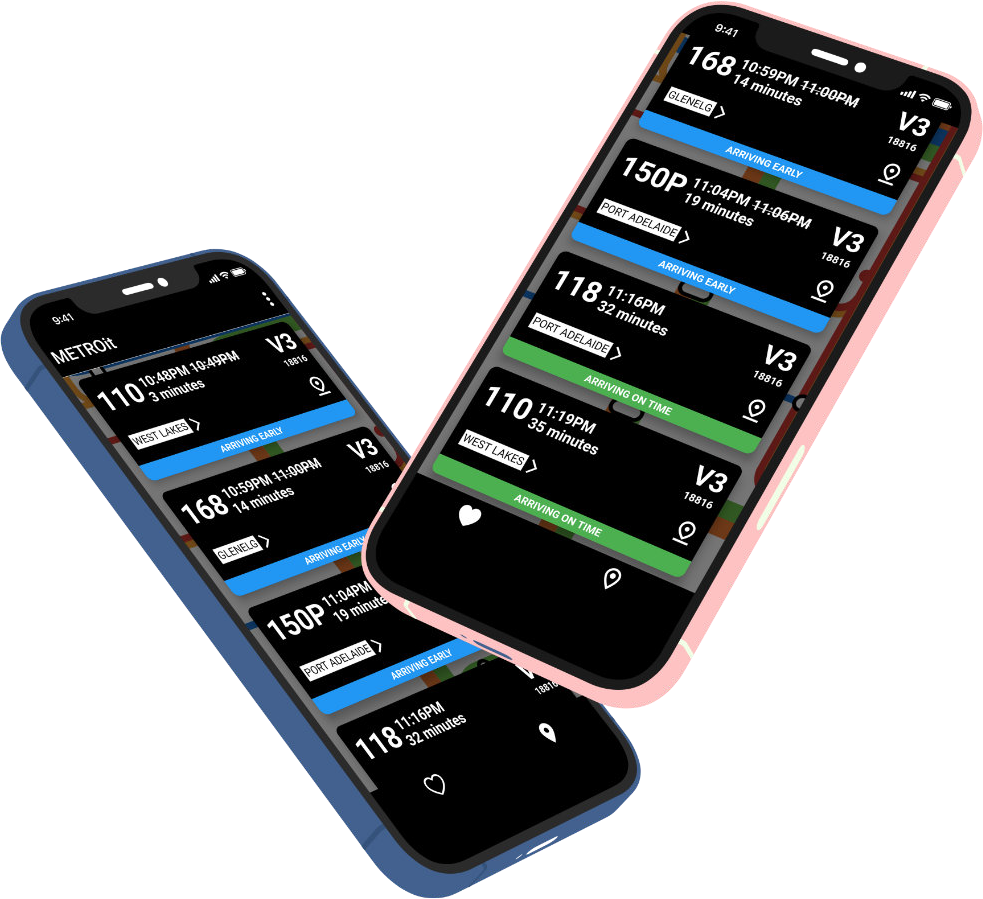 9:41
METROit
110 10:48PM 10:49PM
3 minutes
V3
18816
WEST LAKES
ARRIVING EARLY
168 10:59PM 11:00PM
14 minutes
V3
18816
GLENELG
ARRIVING EARLY
150P 11:04PM
19 minute
PORT ADELAIDE
ARRIVING EARLY
118 11:16PM
32 minutes
18816
9:41
168 10:59PM 11:00PM
14 minutes
V3
18816
GLENELG
ARRIVING EARLY
150P 11:04PM 11:06PM
19 minutes
V3
18816
PORT ADELAIDE
ARRIVING EARLY
118 11:16PM
32 minutes
V3
18816
PORT ADELAIDE
ARRIVING ON TIME
110 11:19PM
35 minutes
V3
18816
WEST LAKES
ARRIVING ON TIME